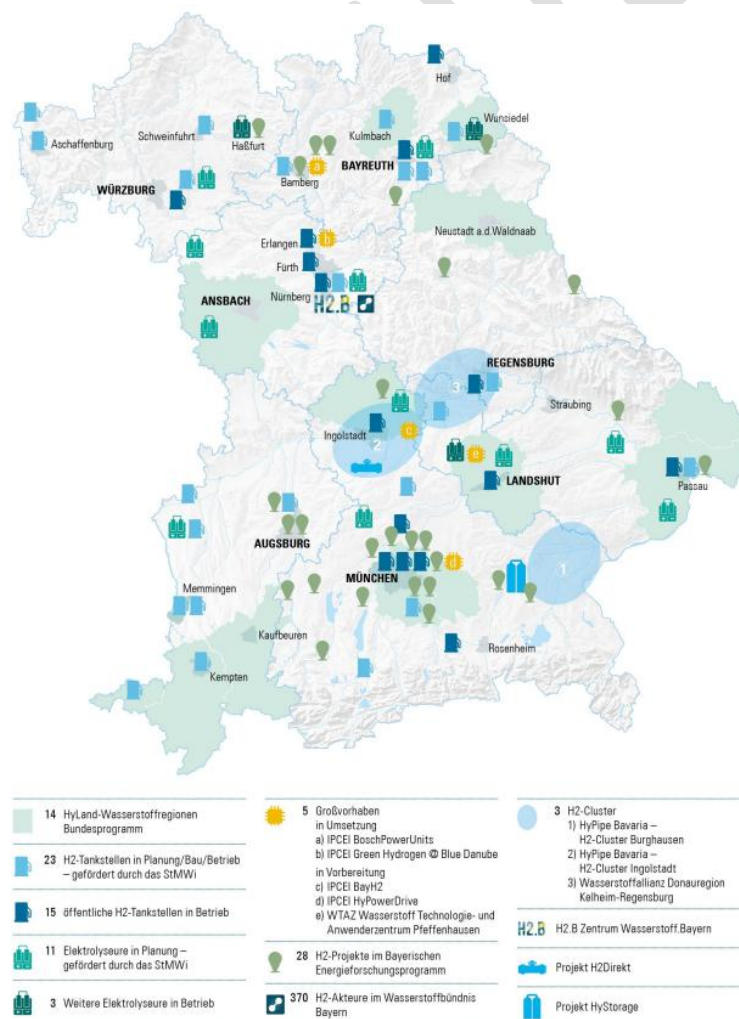 Hof
Aschaffenburg
Schweinfuhrt
Haßfurt
Kulmbach
Wunsiedel
a
Bamberg
BAYREUTH
WÜRZBURG
Neustadt a.d.Waldnaab
Erlangen
b
Fürth
Nürnberg
H2.B
ANSBACH
REGENSBURG
3
Straubing
Ingolstadt
c
2
e
LANDSHUT
Passau
AUGSBURG
MÜNCHEN
d
1
Memmingen
Kaufbeuren
Rosenheim
Kempten
14 HyLand-Wasserstoffregionen
Bundesprogramm
23 H2-Tankstellen in Planung/Bau/Betrieb
– gefördert durch das StMWi
15 öffentliche H2-Tankstellen in Betrieb
11 Elektrolyseure in Planung –
gefördert durch das StMWi
3 Weitere Elektrolyseure in Betrieb
5 Großvorhaben
in Umsetzung
a) IPCEI BoschPowerUnits
b) IPCEI Green Hydrogen @ Blue Danube
in Vorbereitung
c) IPCEI BayH2
d) IPCEI HyPowerDrive
e) WTAZ Wasserstoff Technologie- und
Anwenderzentrum Pfeffenhausen
28 H2-Projekte im Bayerischen
Energieforschungsprogramm
370 H2-Akteure im Wasserstoffbündnis
Bayern
3 H2-Cluster
1) HyPipe Bavaria –
H2-Cluster Burghausen
2) HyPipe Bavaria –
H2-Cluster Ingolstadt
3) Wasserstoffallianz Donauregion
Kelheim-Regensburg
H2.B H2.B Zentrum Wasserstoff.Bayern
Projekt H2Direkt
Projekt HyStorage